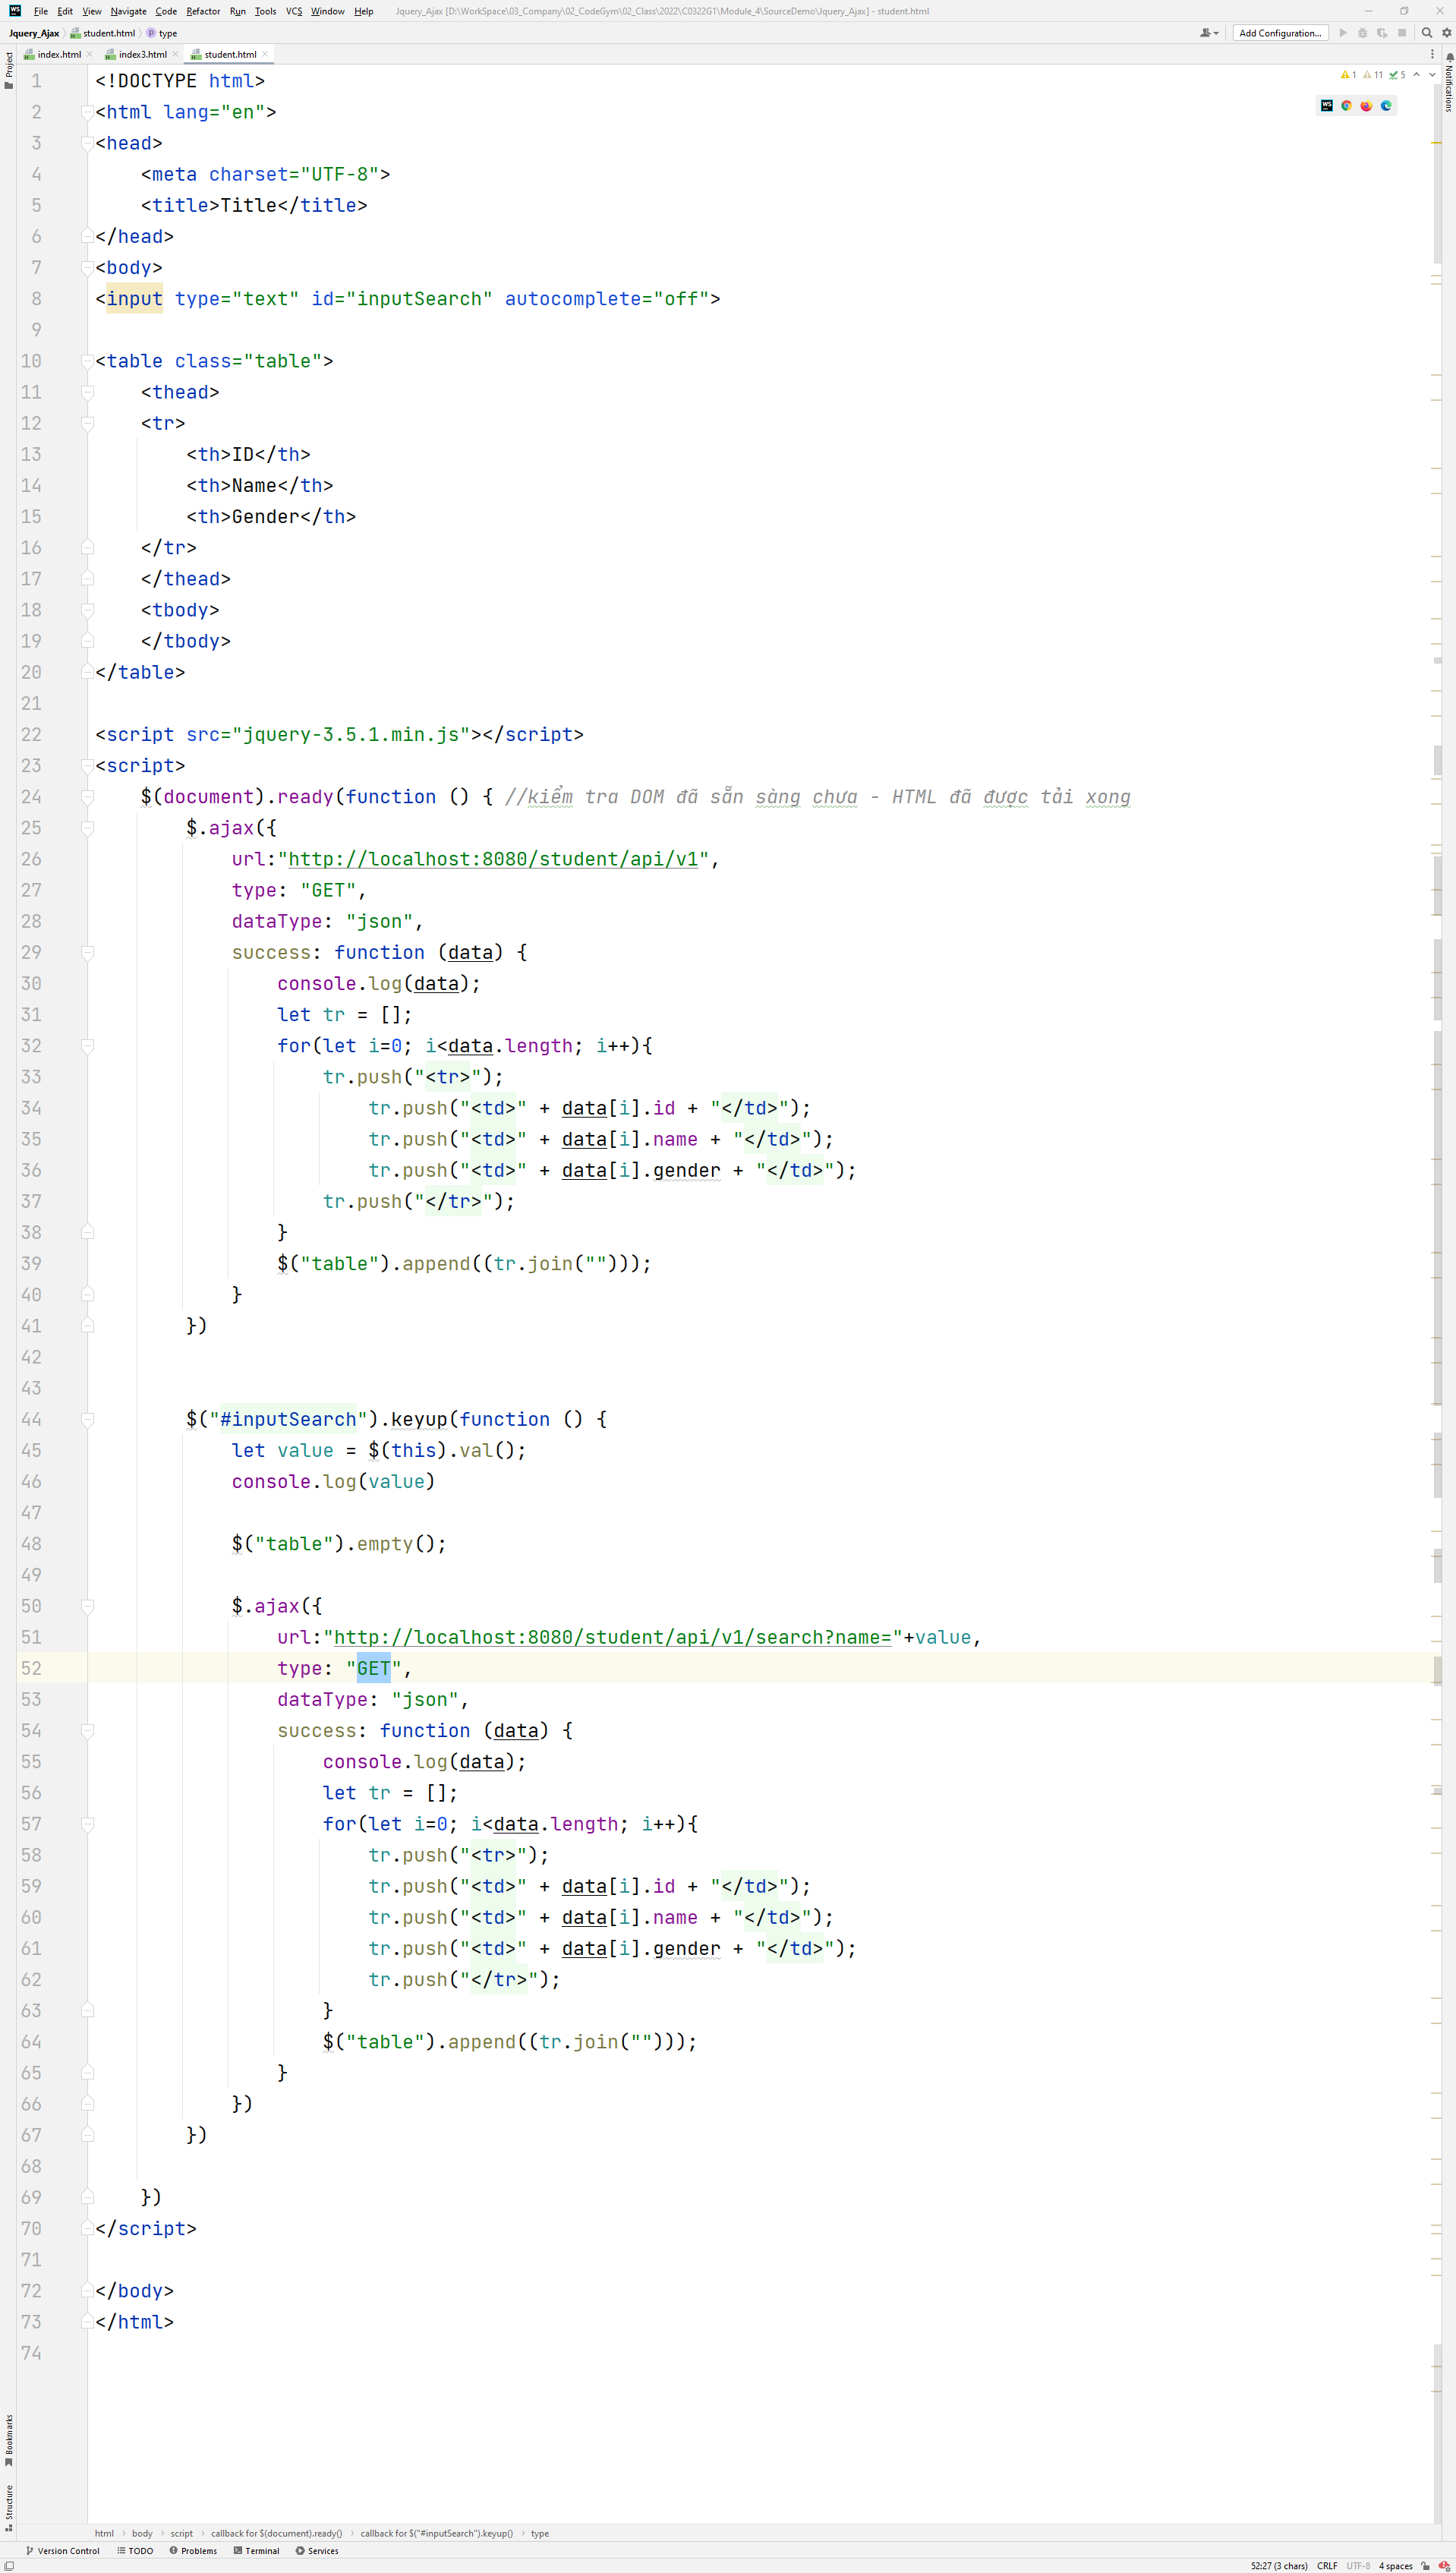 File Edit View Navigate Code Refactor Run Tools VCS Window Help Jquery_Ajax [D:\WorkSpace\03_Company\02_CodeGym\02_Class\2022\C0322G1\Module_4\SourceDemo\Jquery_Ajax] - student.html
Jquery_Ajax student.html type Add Configuration...
index.html index3.html student.html
Project
Notifications
1 11 5
1 <!DOCTYPE html>
2 <html lang="en">
3 <head>
4 <meta charset="UTF-8">
5 <title>Title</title>
6 </head>
7 <body>
8 <input type="text" id="inputSearch" autocomplete="off">
9
10 <table class="table">
11 <thead>
12 <tr>
13 <th>ID</th>
14 <th>Name</th>
15 <th>Gender</th>
16 </tr>
17 </thead>
18 <tbody>
19 </tbody>
20 </table>
21
22 <script src="jquery-3.5.1.min.js"></script>
23 <script>
24 $(document).ready(function () { //kiểm tra DOM đã sẵn sàng chưa - HTML đã được tải xong
25 $.ajax({
26 url:"http://localhost:8080/student/api/v1",
27 type: "GET",
28 dataType: "json",
29 success: function (data) {
30 console.log(data);
31 let tr = [];
32 for(let i=0; i<data.length; i++){
33 tr.push("<tr>");
34 tr.push("<td>" + data[i].id + "</td>");
35 tr.push("<td>" + data[i].name + "</td>");
36 tr.push("<td>" + data[i].gender + "</td>");
37 tr.push("</tr>");
38 }
39 $("table").append((tr.join("")));
40 }
41 })
42
43
44 $("#inputSearch").keyup(function () {
45 let value = $(this).val();
46 console.log(value)
47
48 $("table").empty();
49
50 $.ajax({
51 url:"http://localhost:8080/student/api/v1/search?name="+value,
52 type: "GET",
53 dataType: "json",
54 success: function (data) {
55 console.log(data);
56 let tr = [];
57 for(let i=0; i<data.length; i++){
58 tr.push("<tr>");
59 tr.push("<td>" + data[i].id + "</td>");
60 tr.push("<td>" + data[i].name + "</td>");
61 tr.push("<td>" + data[i].gender + "</td>");
62 tr.push("</tr>");
63 }
64 $("table").append((tr.join("")));
65 }
66 })
67 })
68
69 })
70 </script>
71
72 </body>
73 </html>
74
Bookmarks
Structure
html body script callback for $(document).ready() callback for $("#inputSearch").keyup() type
Version Control TODO Problems Terminal Services
52:27 (3 chars) CRLF UTF-8 4 spaces